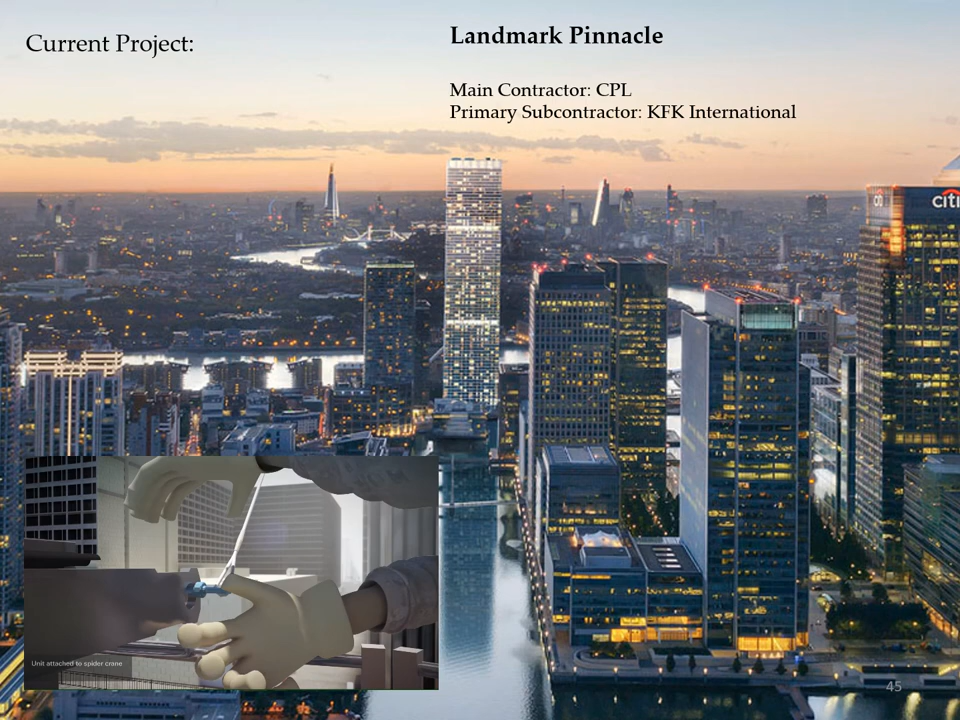 Current Project:
Landmark Pinnacle
Main Contractor: CPL
Primary Subcontractor: KFK International
citi
Unit attached to spider crane
45